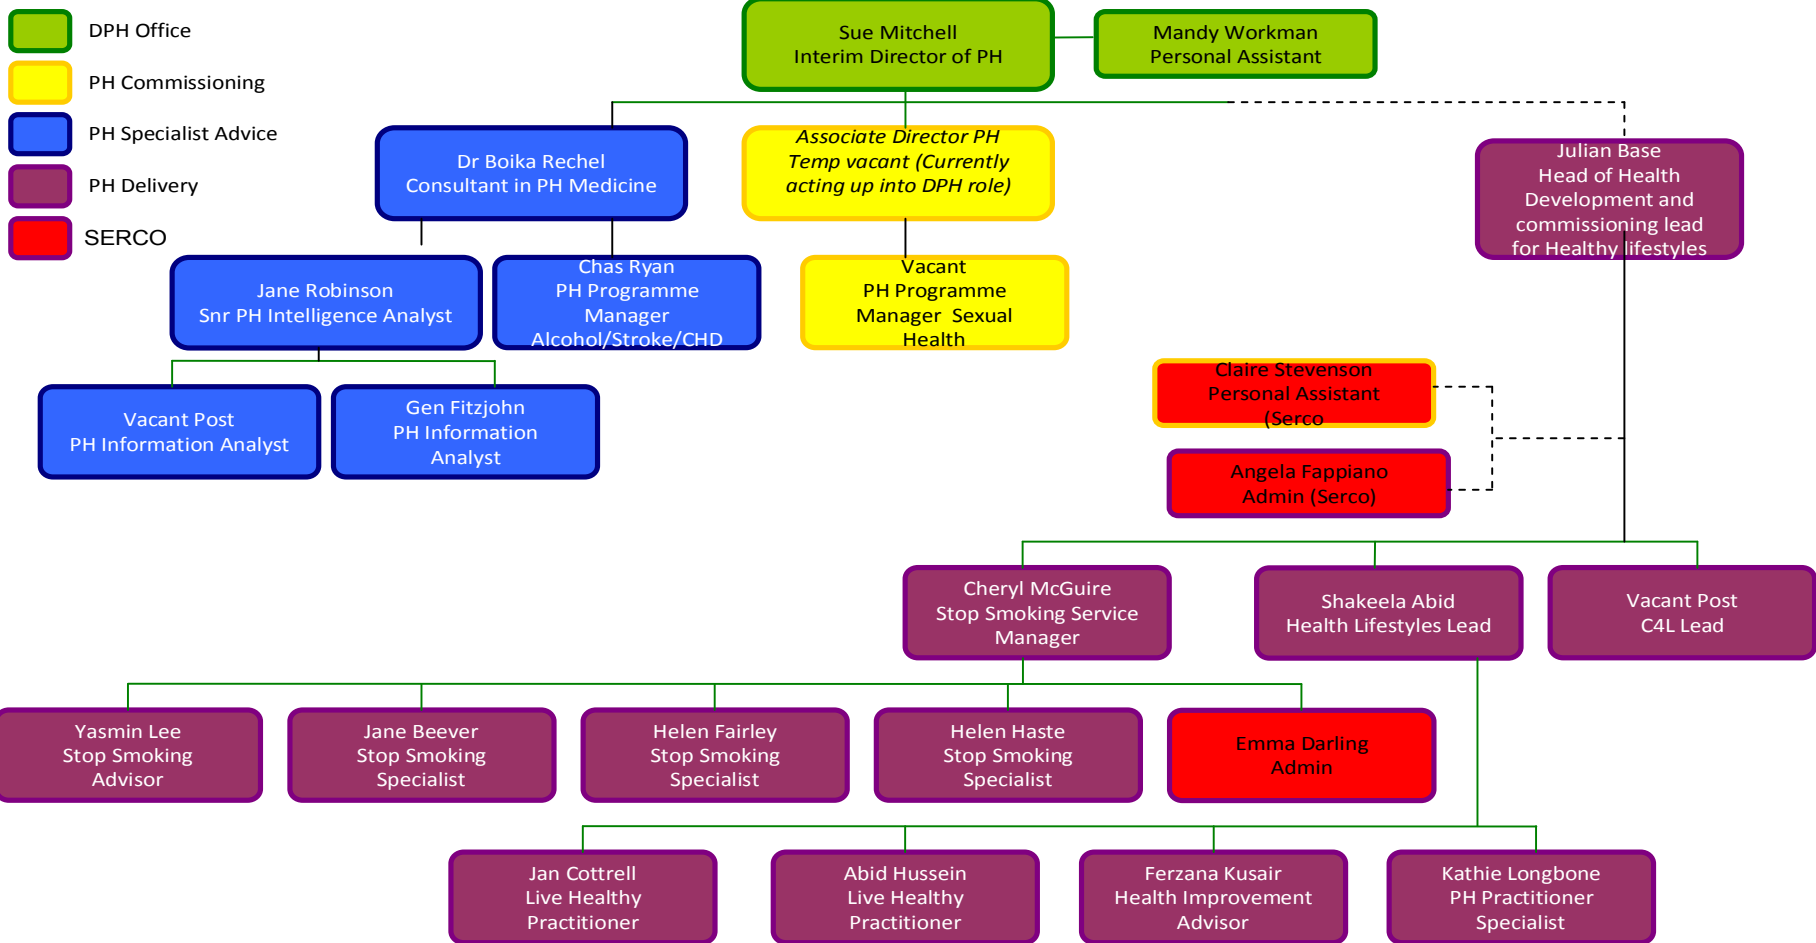 DPH Office
PH Commissioning
PH Specialist Advice
PH Delivery
SERCO
Sue Mitchell
Interim Director of PH
Mandy Workman
Personal Assistant
Dr Boika Rechel
Consultant in PH Medicine
Associate Director PH
Temp vacant (Currently
acting up into DPH role)
Julian Base
Head of Health
Development and
commissioning lead
for Healthy lifestyles
Jane Robinson
Snr PH Intelligence Analyst
Chas Ryan
PH Programme
Manager
Alcohol/Stroke/CHD
Vacant
PH Programme
Manager  Sexual
Health
Vacant Post
PH Information Analyst
Gen Fitzjohn
PH Information
Analyst
Claire Stevenson
Personal Assistant
(Serco
Angela Fappiano
Admin (Serco)
Cheryl McGuire
Stop Smoking Service
Manager
Shakeela Abid
Health Lifestyles Lead
Vacant Post
C4L Lead
Yasmin Lee
Stop Smoking
Advisor
Jane Beever
Stop Smoking
Specialist
Helen Fairley
Stop Smoking
Specialist
Helen Haste
Stop Smoking
Specialist
Emma Darling
Admin
Jan Cottrell
Live Healthy
Practitioner
Abid Hussein
Live Healthy
Practitioner
Ferzana Kusair
Health Improvement
Advisor
Kathie Longbone
PH Practitioner
Specialist